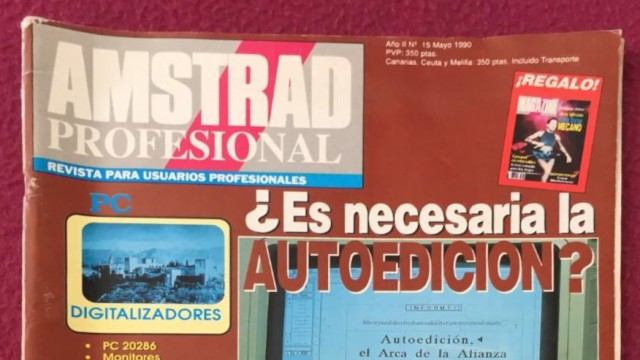 Año II Nº 15 Mayo 1990
PVP: 350 ptas.
Canarias, Ceuta y Melilla: 350 ptas. Incluido Transporte
AMSTRAD
PROFESIONAL
REVISTA PARA USUARIOS PROFESIONALES
¡REGALO!
MAGAZINE
MECANO
PC
DIGITALIZADORES
¿Es necesaria la
AUTOEDICION?
INFORME
Autoedición,
el Arca de la Alianza
• PC 20286
• Monitores